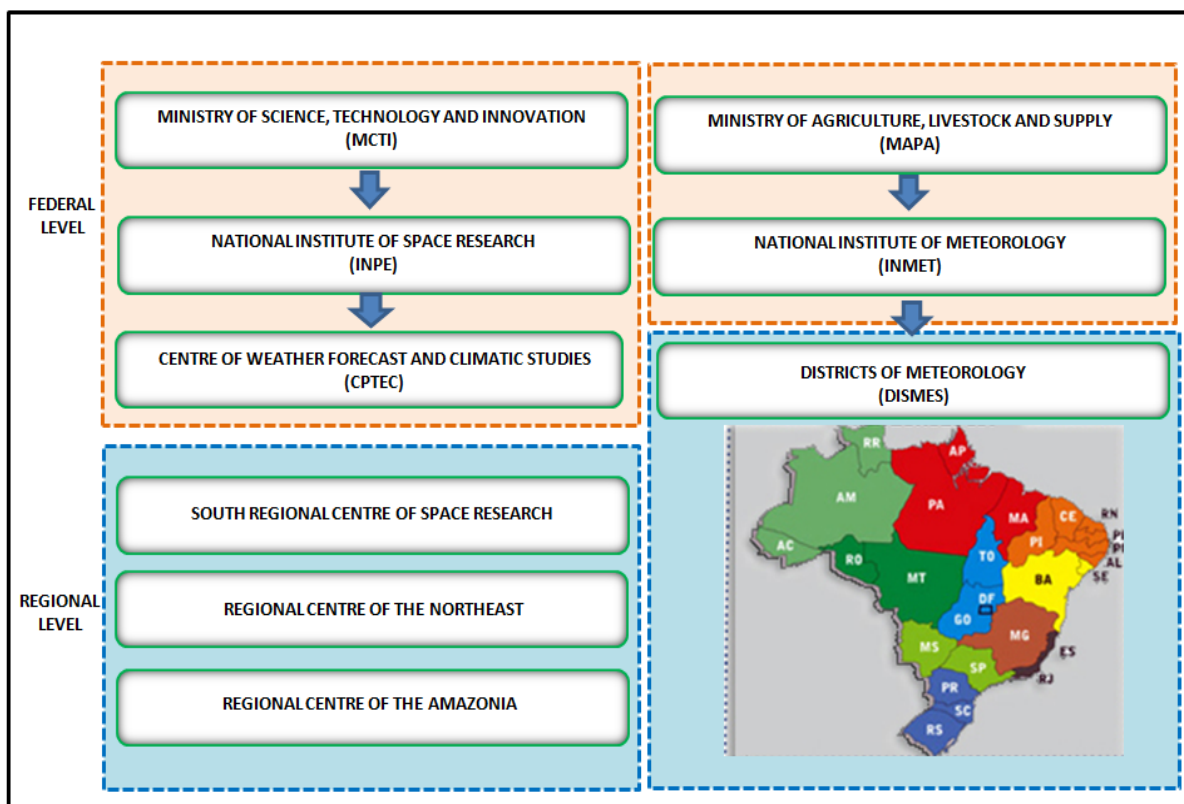 FEDERAL
LEVEL
MINISTRY OF SCIENCE, TECHNOLOGY AND INNOVATION
(MCTI)
NATIONAL INSTITUTE OF SPACE RESEARCH
(INPE)
CENTRE OF WEATHER FORECAST AND CLIMATIC STUDIES
(CPTEC)
MINISTRY OF AGRICULTURE, LIVESTOCK AND SUPPLY
(MAPA)
NATIONAL INSTITUTE OF METEOROLOGY
(INMET)
REGIONAL
LEVEL
SOUTH REGIONAL CENTRE OF SPACE RESEARCH
REGIONAL CENTRE OF THE NORTHEAST
REGIONAL CENTRE OF THE AMAZONIA
DISTRICTS OF METEOROLOGY
(DISMES)
RR
AP
AM
PA
MA
CE
RN
PI
AL
SE
AC
RO
TO
MT
BA
DF
GO
MG
ES
MS
SP
RJ
PR
SC
RS